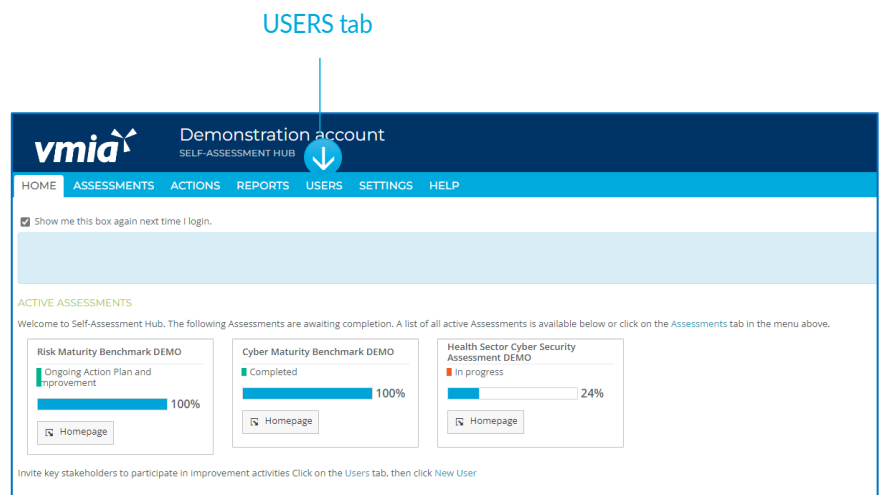 USERS tab
vmia
Demonstration account
SELF-ASSESSMENT HUB
HOME ASSESSMENTS ACTIONS REPORTS USERS SETTINGS HELP
Show me this box again next time I login.
ACTIVE ASSESSMENTS
Welcome to Self-Assessment Hub. The following Assessments are awaiting completion. A list of all active Assessments is available below or click on the Assessments tab in the menu above.
Risk Maturity Benchmark DEMO
Ongoing Action Plan and
mprovement
100%
Homepage
Cyber Maturity Benchmark DEMO
Completed
100%
Homepage
Health Sector Cyber Security
Assessment DEMO
In progress
24%
Homepage
Invite key stakeholders to participate in improvement activities Click on the Users tab, then click New User